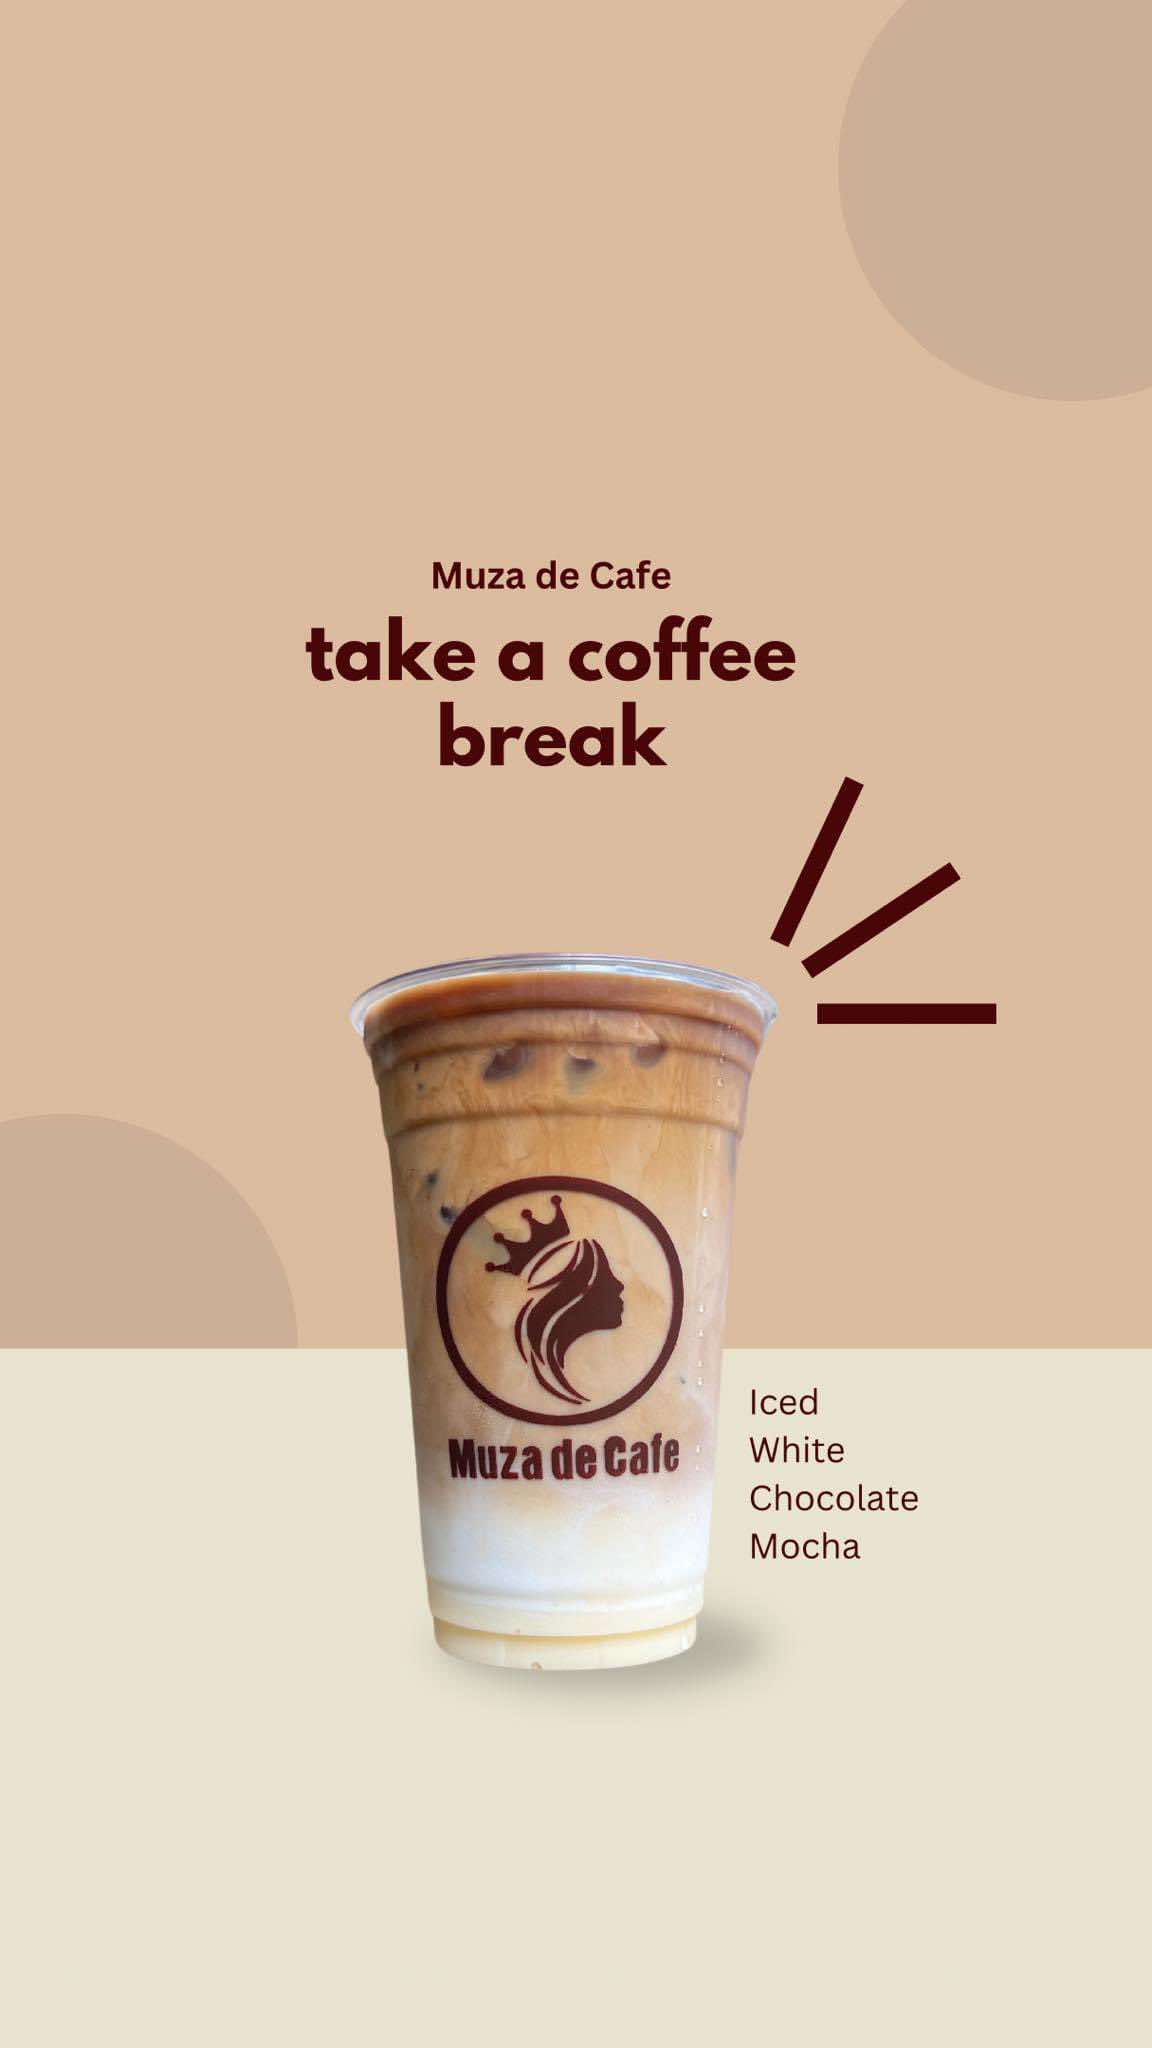 Muza de Cafe
take a coffee
break
Muza de Cafe
Iced
White
Chocolate
Mocha